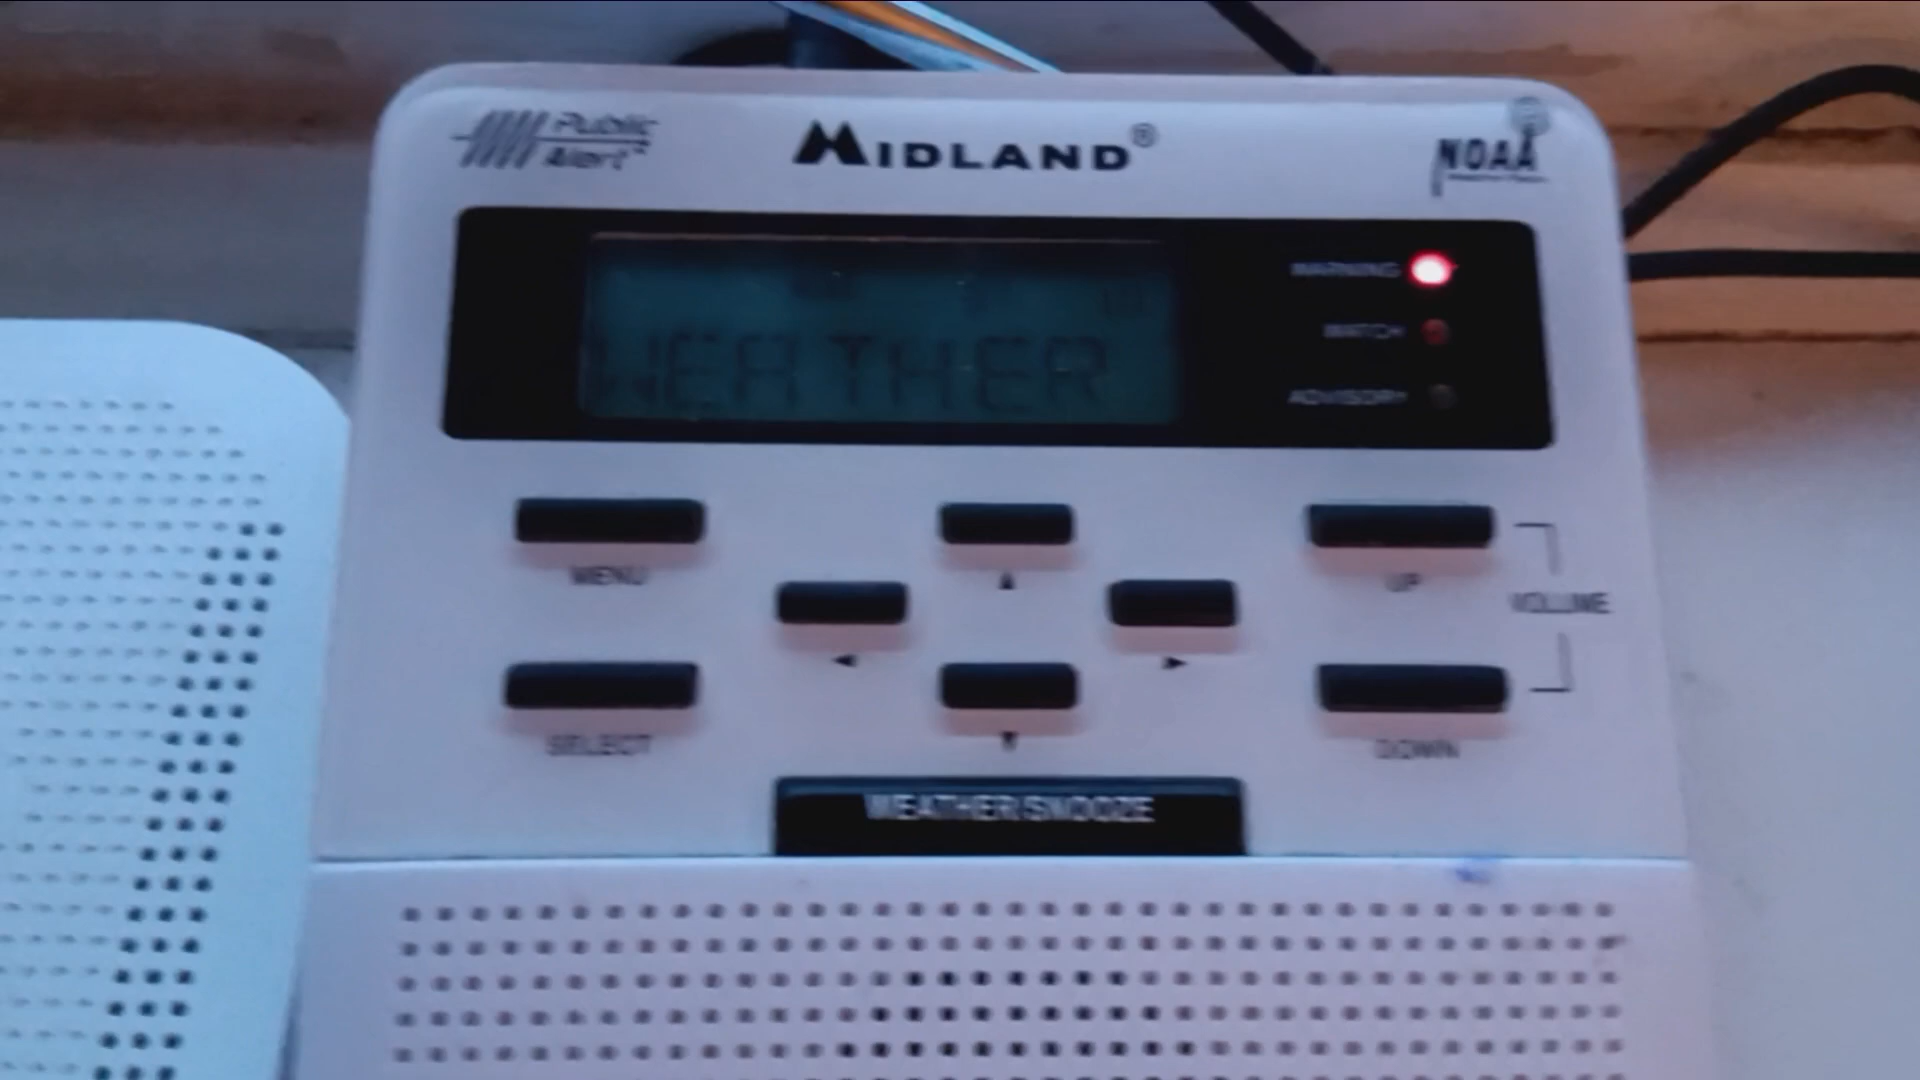 Public
Alert
MIDLAND®
NOAA
WARNING
WATCH
ADVISORY
WEATHER
MENU
UP
VOLUME
SELECT
DOWN
WEATHER SNOOZE